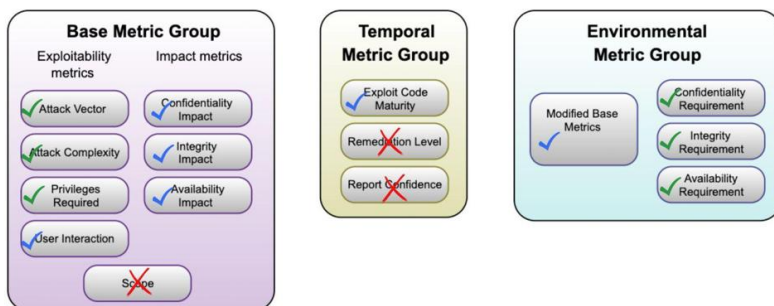 Base Metric Group
Exploitability
metrics
Impact metrics
Attack Vector
Attack Complexity
Privileges
Required
User Interaction
Confidentiality
Impact
Integrity
Impact
Availability
Impact
Scope
Temporal
Metric Group
Exploit Code
Maturity
Remediation Level
Report Confidence
Environmental
Metric Group
Modified Base
Metrics
Confidentiality
Requirement
Integrity
Requirement
Availability
Requirement